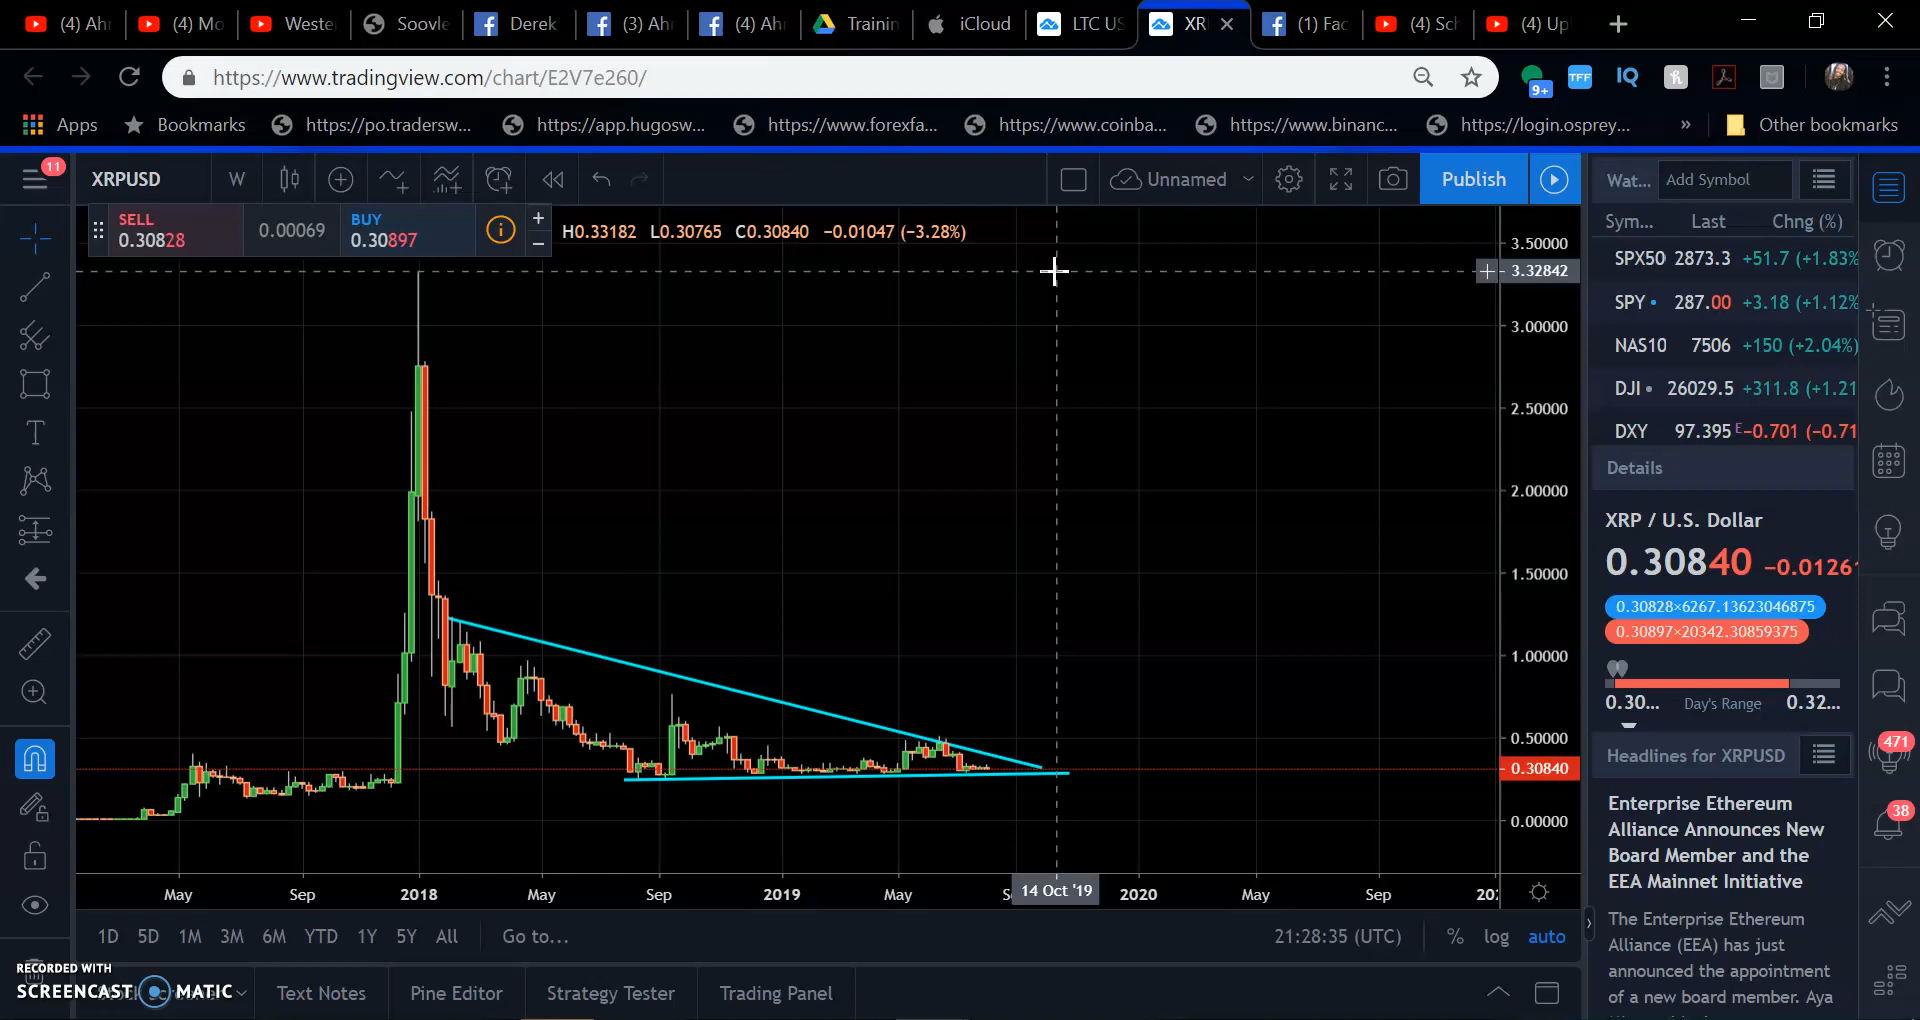 (4) Ah
(4) Mo
Weste
Soovle
Derek
(3) Ah
(4) Ah
Trainin
iCloud
LTC US
XR
(1) Fac
(4) Sc
(4) Up
https://www.tradingview.com/chart/E2V7e260/
9+
TFF
IQ
h
Apps
Bookmarks
https://po.tradersw...
https://app.hugosw...
https://www.forexfa...
https://www.coinba...
https://www.binanc...
https://login.osprey...
»
Other bookmarks
11
XRPUSD
W
Unnamed
Publish
Wat...
Add Symbol
SELL
0.30828
0.00069
BUY
0.30897
H0.33182 L0.30765 C0.30840 −0.01047 (−3.28%)
Sym... Last Chng (%)
SPX50 2873.3 +51.7 (+1.83%
SPY 287.00 +3.18 (+1.12%
NAS10 7506 +150 (+2.04%)
DJI 26029.5 +311.8 (+1.21
DXY 97.395 E −0.701 (−0.71
Details
XRP / U.S. Dollar
0.30840 −0.0126
0.30828×6267.13623046875
0.30897×20342.30859375
0.30... Day's Range 0.32...
Headlines for XRPUSD
Enterprise Ethereum
Alliance Announces New
Board Member and the
EEA Mainnet Initiative
The Enterprise Ethereum
Alliance (EEA) has just
announced the appointment
of a new board member. Aya
3.50000
3.32842
3.00000
2.50000
2.00000
1.50000
1.00000
0.50000
0.30840
0.00000
May
Sep
2018
May
Sep
2019
May
14 Oct '19
2020
May
Sep
471
38
1D 5D 1M 3M 6M YTD 1Y 5Y All
Go to...
21:28:35 (UTC)
%
log
auto
RECORDED WITH
SCREENCAST MATIC
Text Notes
Pine Editor
Strategy Tester
Trading Panel